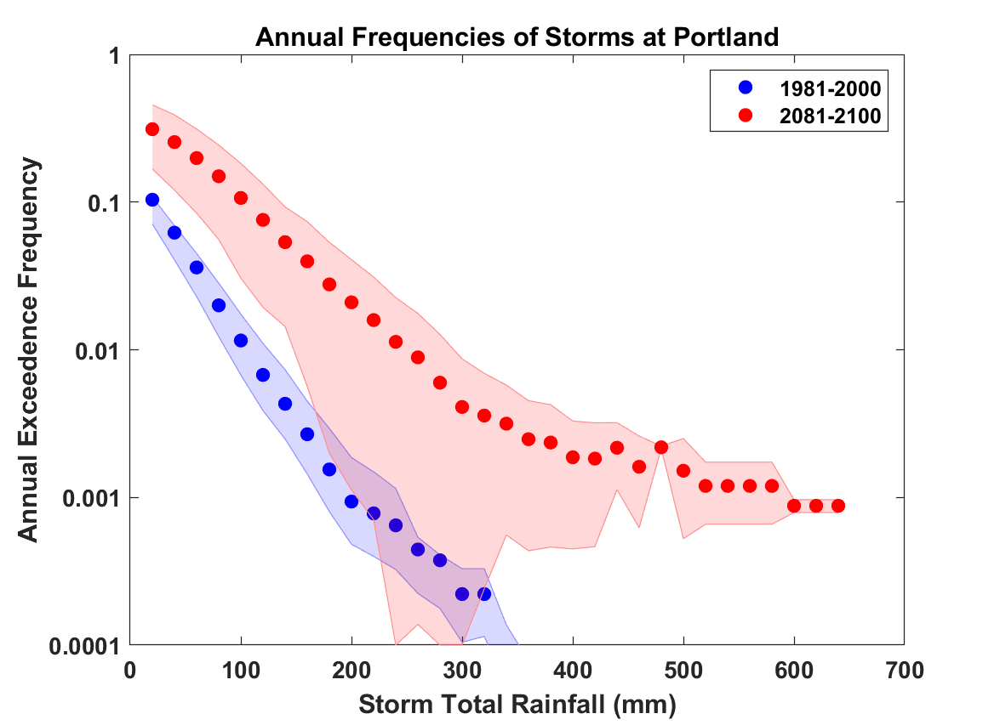 Annual Frequencies of Storms at Portland
1981-2000
2081-2100
Annual Exceedence Frequency
1
0.1
0.01
0.001
0.0001
0 100 200 300 400 500 600 700
Storm Total Rainfall (mm)